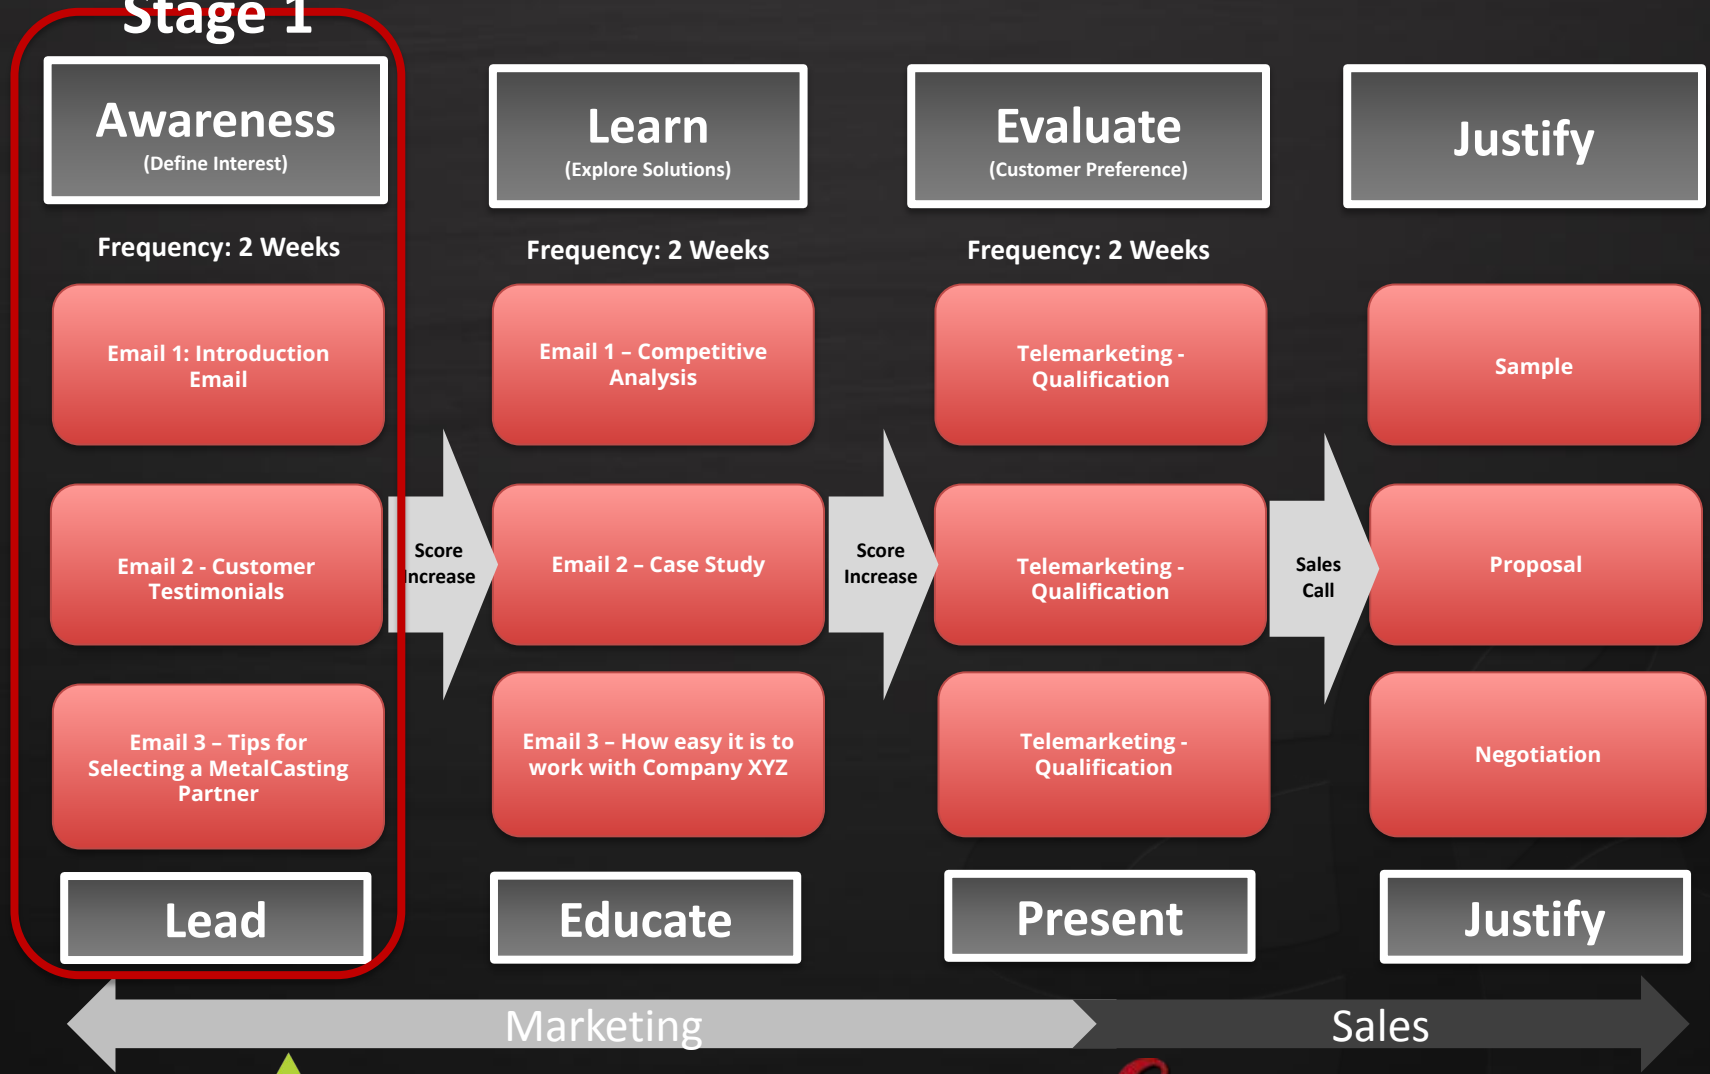 Stage 1
Awareness
(Define Interest)
Frequency: 2 Weeks
Email 1: Introduction
Email
Email 2 - Customer
Testimonials
Email 3 – Tips for
Selecting a MetalCasting
Partner
Lead
Score
Increase
Learn
(Explore Solutions)
Frequency: 2 Weeks
Email 1 – Competitive
Analysis
Email 2 – Case Study
Email 3 – How easy it is to
work with Company XYZ
Educate
Score
Increase
Evaluate
(Customer Preference)
Frequency: 2 Weeks
Telemarketing -
Qualification
Telemarketing -
Qualification
Telemarketing -
Qualification
Present
Sales
Call
Justify
Sample
Proposal
Negotiation
Justify
Marketing
Sales